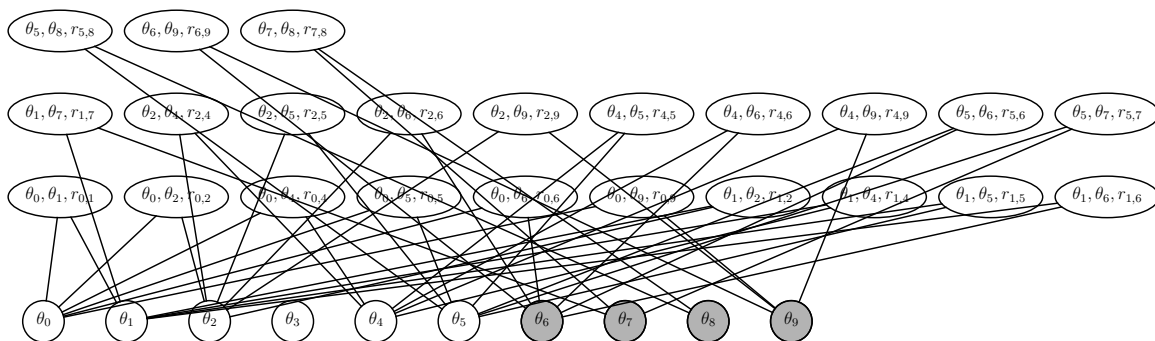 θ₅, θ₈, r₅,₈ θ₆, θ₉, r₆,₉ θ₇, θ₈, r₇,₈
θ₁, θ₇, r₁,₇ θ₂, θ₄, r₂,₄ θ₂, θ₅, r₂,₅ θ₂, θ₆, r₂,₆ θ₂, θ₉, r₂,₉ θ₄, θ₅, r₄,₅ θ₄, θ₆, r₄,₆ θ₄, θ₉, r₄,₉ θ₅, θ₆, r₅,₆ θ₅, θ₇, r₅,₇
θ₀, θ₁, r₀,₁ θ₀, θ₂, r₀,₂ θ₀, θ₄, r₀,₄ θ₀, θ₅, r₀,₅ θ₀, θ₆, r₀,₆ θ₀, θ₉, r₀,₉ θ₁, θ₂, r₁,₂ θ₁, θ₄, r₁,₄ θ₁, θ₅, r₁,₅ θ₁, θ₆, r₁,₆
θ₀ θ₁ θ₂ θ₃ θ₄ θ₅ θ₆ θ₇ θ₈ θ₉